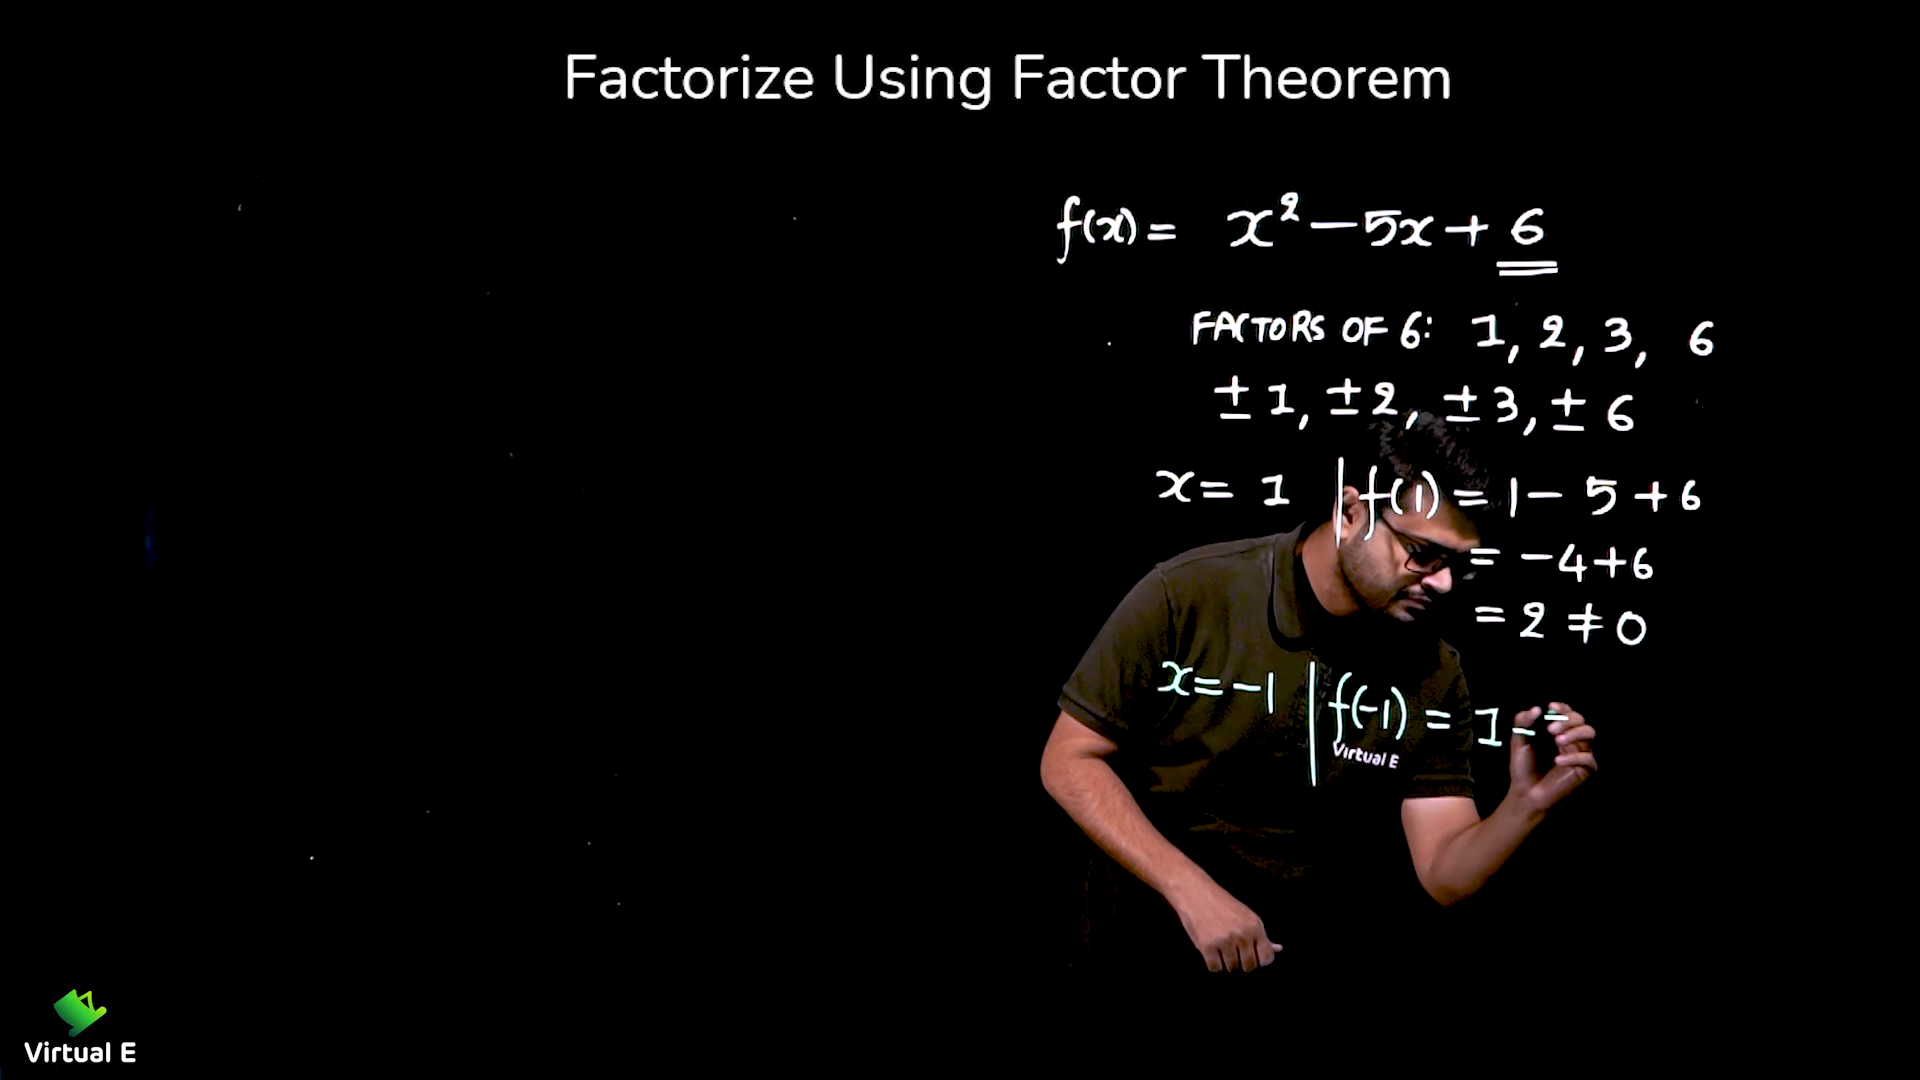 Factorize Using Factor Theorem
f(x) = x² – 5x + 6
FACTORS OF 6: 1, 2, 3, 6
± 1, ± 2, ± 3, ± 6
x = 1 | f(1) = 1 – 5 + 6
= –4 + 6
= 2 ≠ 0
x = –1 | f(–1) = 1 –
Virtual E
Virtual E